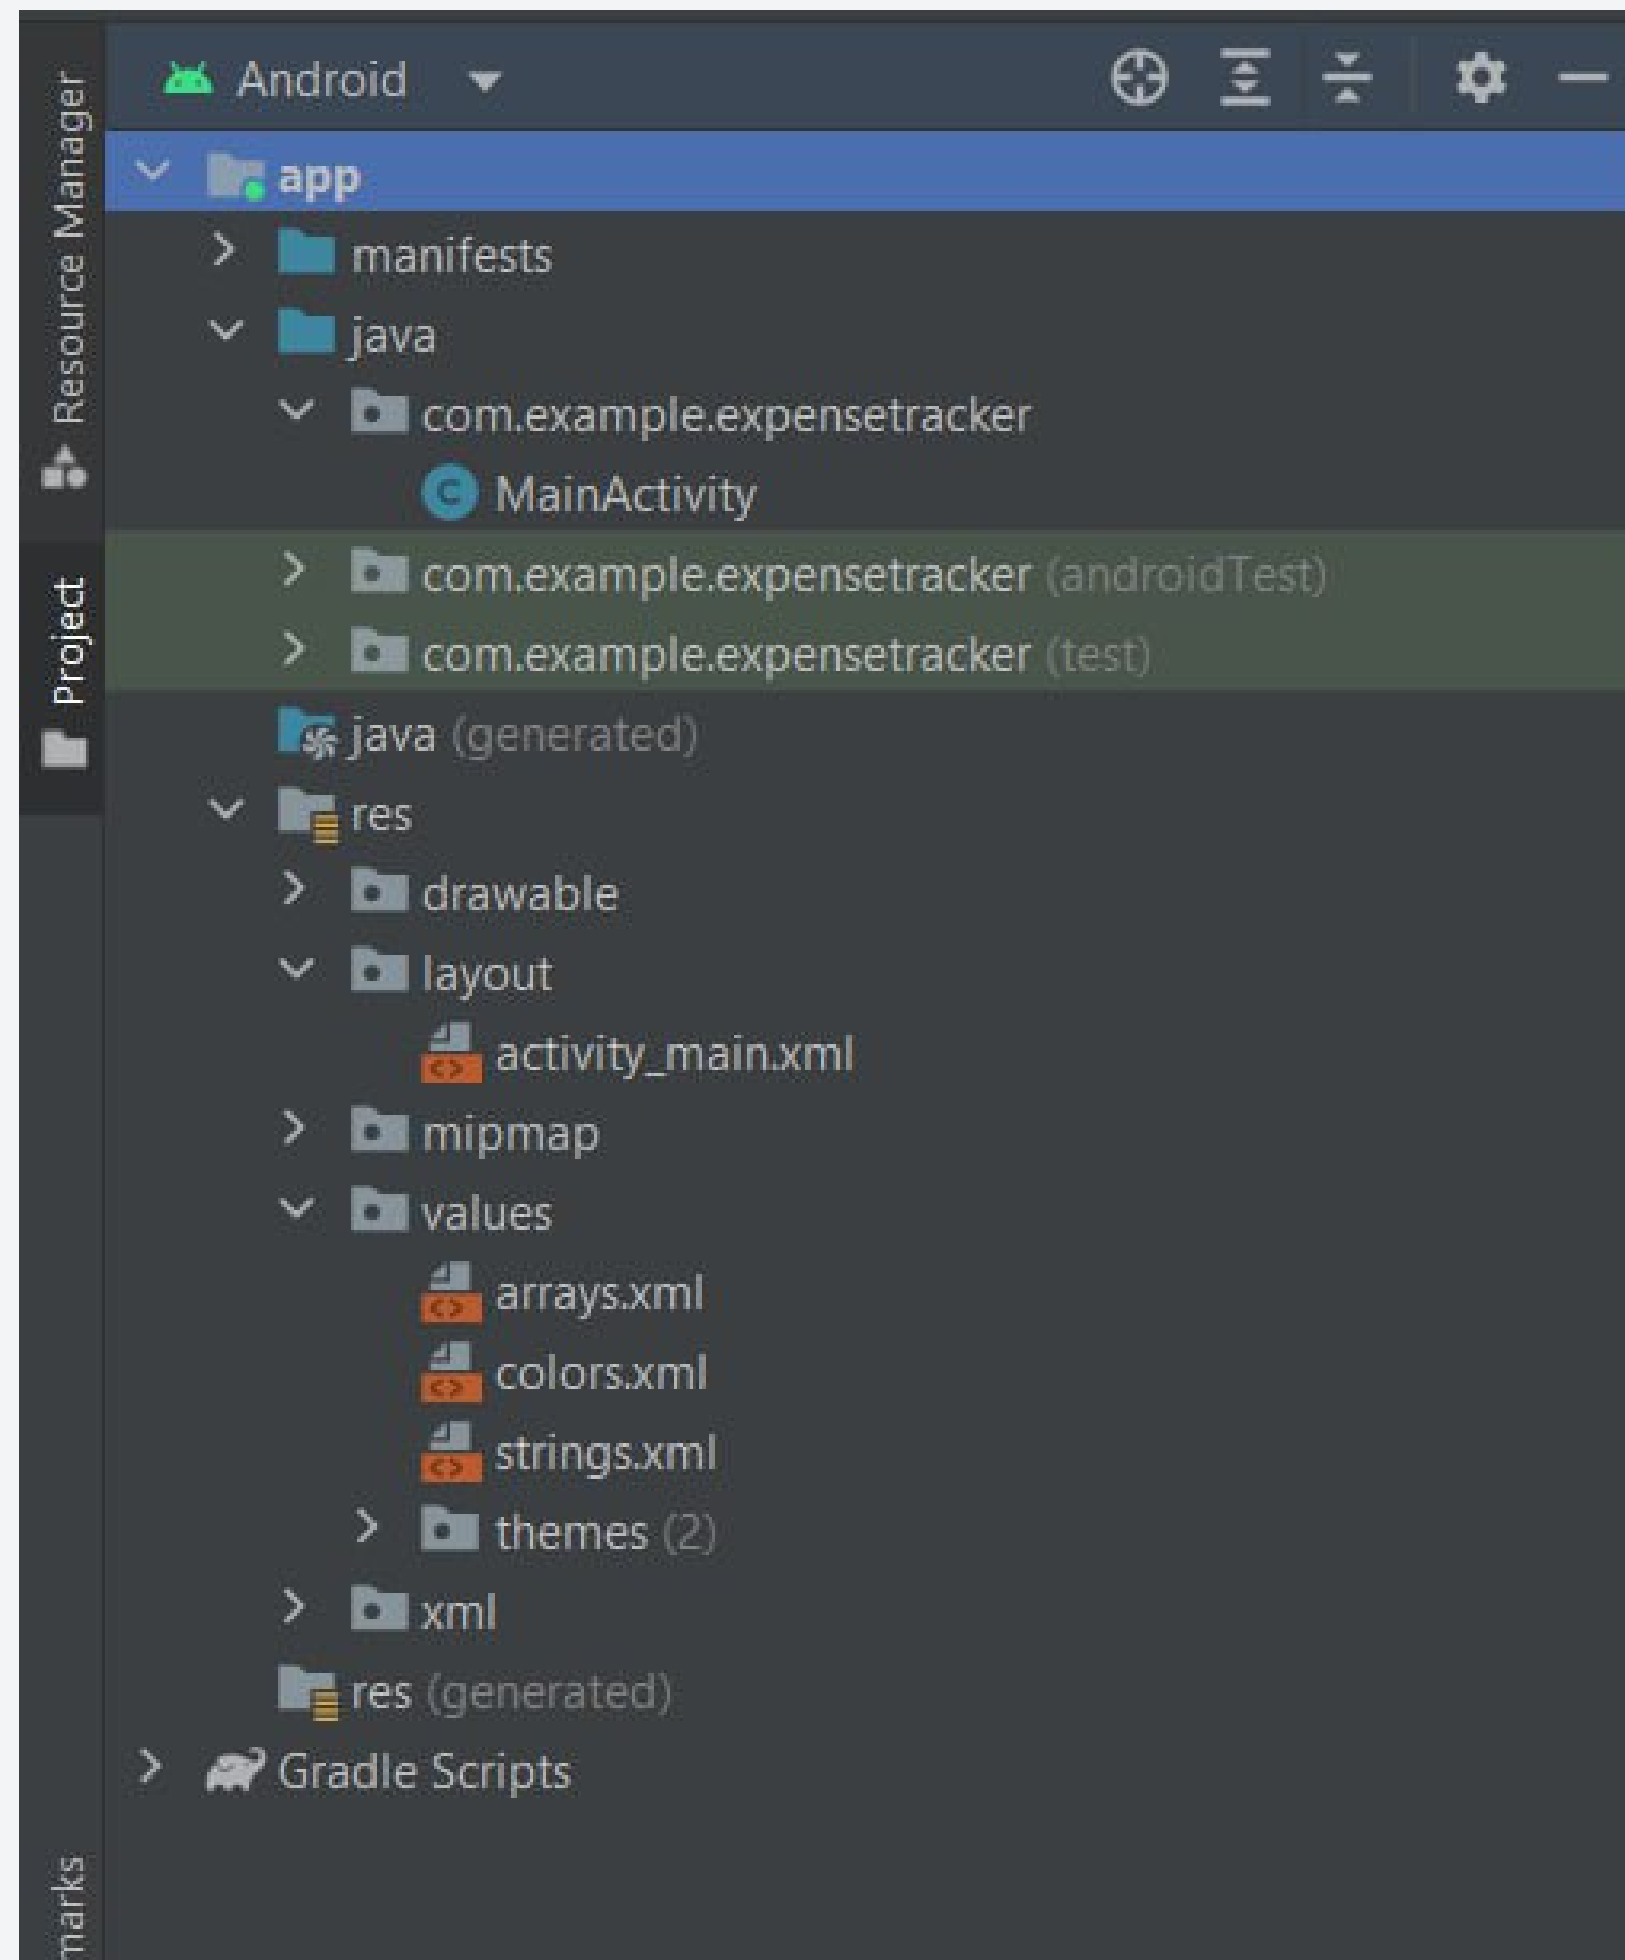 Android
app
manifests
java
com.example.expensetracker
MainActivity
com.example.expensetracker (androidTest)
com.example.expensetracker (test)
java (generated)
res
drawable
layout
activity_main.xml
mipmap
values
arrays.xml
colors.xml
strings.xml
themes (2)
xml
res (generated)
Gradle Scripts
Resource Manager
Project
marks